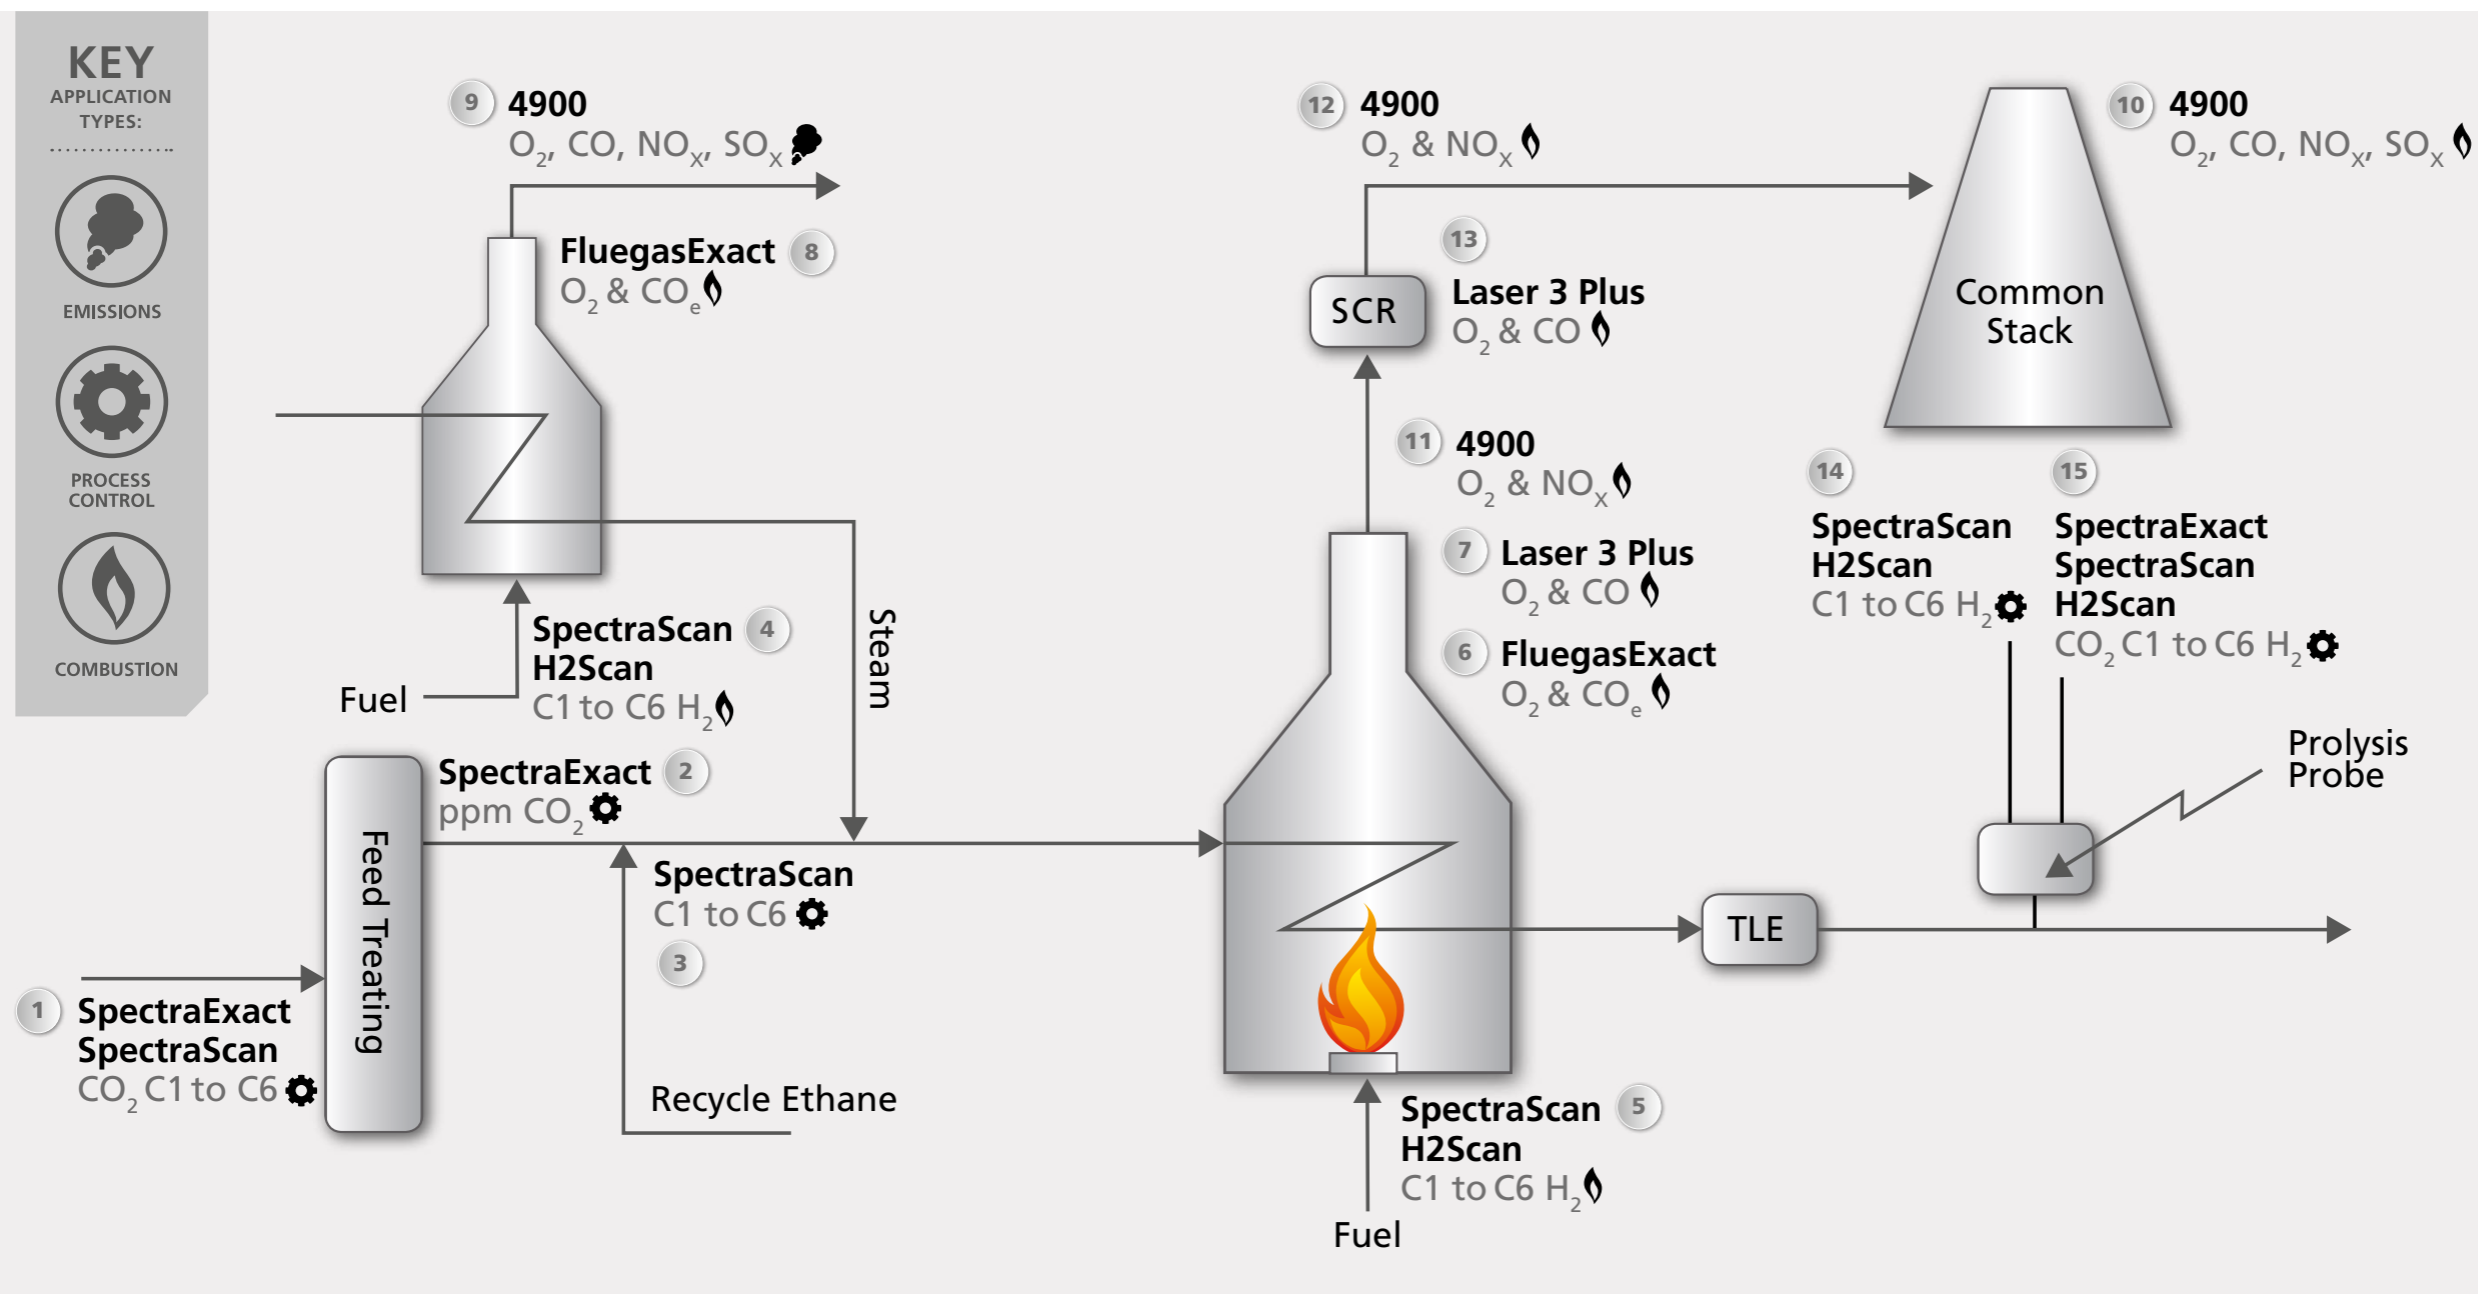 KEY
APPLICATION
TYPES:
EMISSIONS
PROCESS
CONTROL
COMBUSTION
9 4900
O₂, CO, NOₓ, SOₓ
FluegasExact 8
O₂ & COₑ
SpectraScan 4
H2Scan
C1 to C6 H₂
Fuel
Steam
SpectraExact 2
ppm CO₂
Feed Treating
SpectraScan
C1 to C6
3
1 SpectraExact
SpectraScan
CO₂ C1 to C6
Recycle Ethane
12 4900
O₂ & NOₓ
13
SCR
Laser 3 Plus
O₂ & CO
11 4900
O₂ & NOₓ
7 Laser 3 Plus
O₂ & CO
6 FluegasExact
O₂ & COₑ
SpectraScan 5
H2Scan
C1 to C6 H₂
Fuel
10 4900
O₂, CO, NOₓ, SOₓ
Common
Stack
14
SpectraScan
H2Scan
C1 to C6 H₂
15
SpectraExact
SpectraScan
H2Scan
CO₂ C1 to C6 H₂
Prolysis
Probe
TLE